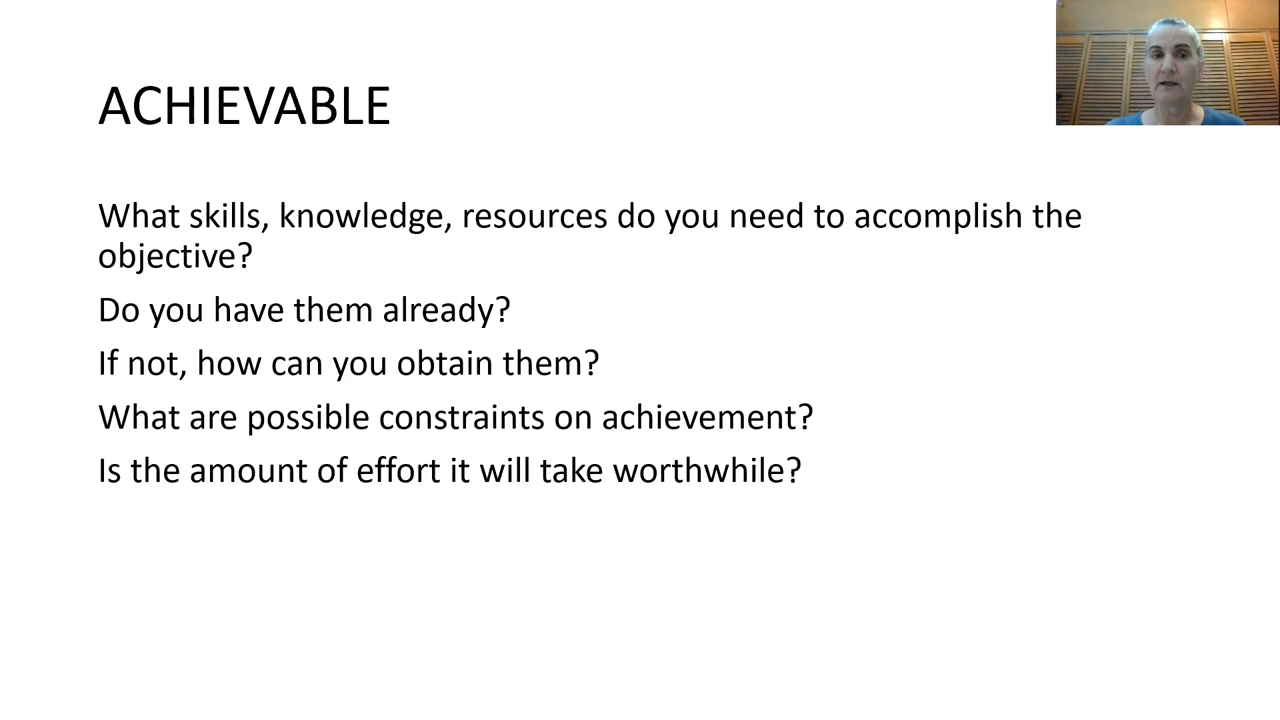 ACHIEVABLE
What skills, knowledge, resources do you need to accomplish the
objective?
Do you have them already?
If not, how can you obtain them?
What are possible constraints on achievement?
Is the amount of effort it will take worthwhile?